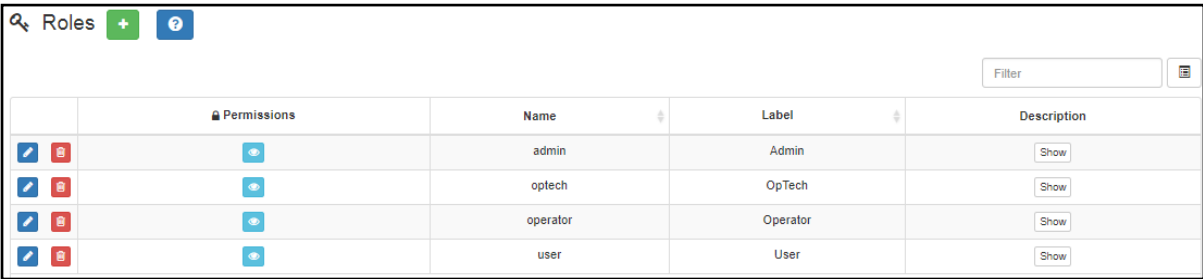 Roles
Filter
Permissions Name Label Description
admin Admin Show
optech OpTech Show
operator Operator Show
user User Show